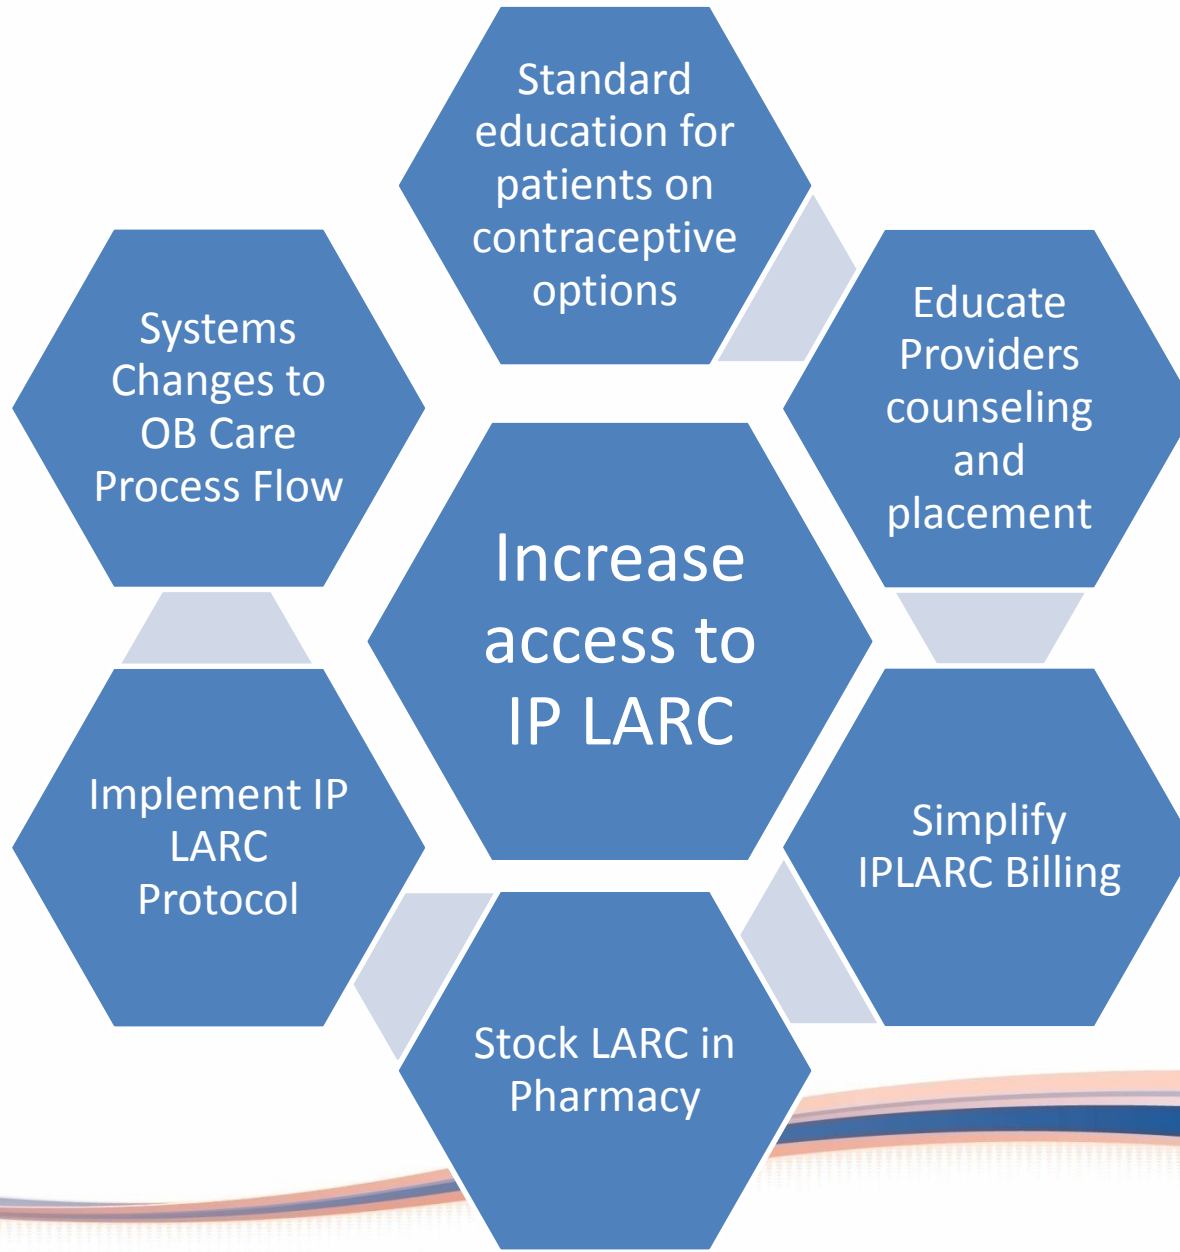 Standard
education for
patients on
contraceptive
options
Educate
Providers
counseling
and
placement
Simplify
IPLARC Billing
Stock LARC in
Pharmacy
Implement IP
LARC
Protocol
Systems
Changes to
OB Care
Process Flow
Increase
access to
IP LARC